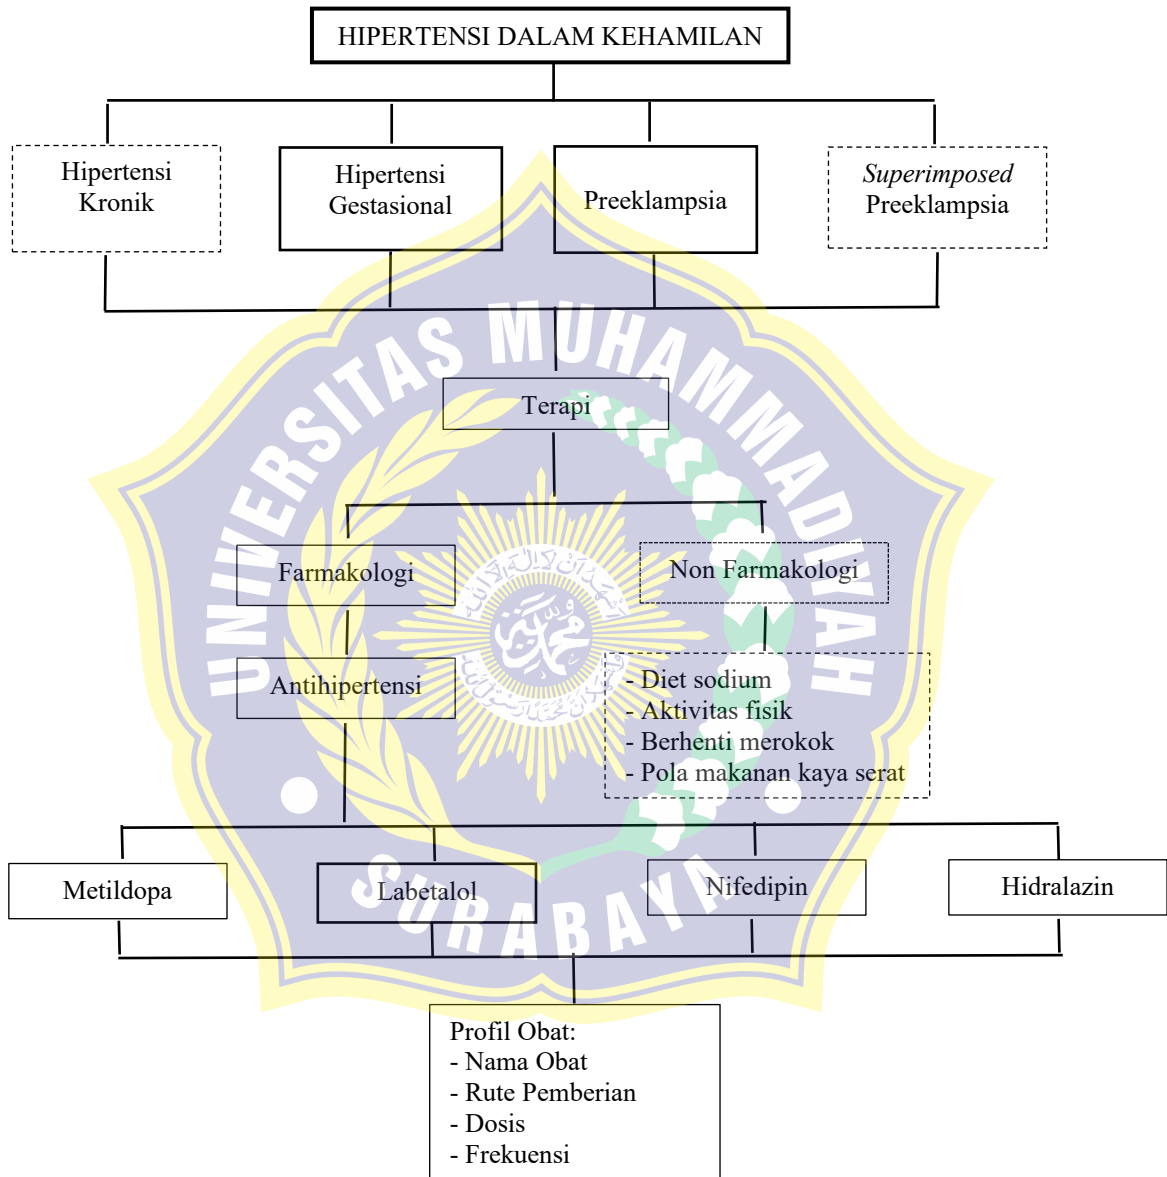 HIPERTENSI DALAM KEHAMILAN
Hipertensi
Kronik
Hipertensi
Gestasional
Preeklampsia
Superimposed
Preeklampsia
UNIVERSITAS MUHAMMADIYAH
Terapi
Farmakologi
Non Farmakologi
Antihipertensi
- Diet sodium
- Aktivitas fisik
- Berhenti merokok
- Pola makanan kaya serat
Metildopa
Labetalol
Nifedipin
Hidralazin
SURABAYA
Profil Obat:
- Nama Obat
- Rute Pemberian
- Dosis
- Frekuensi